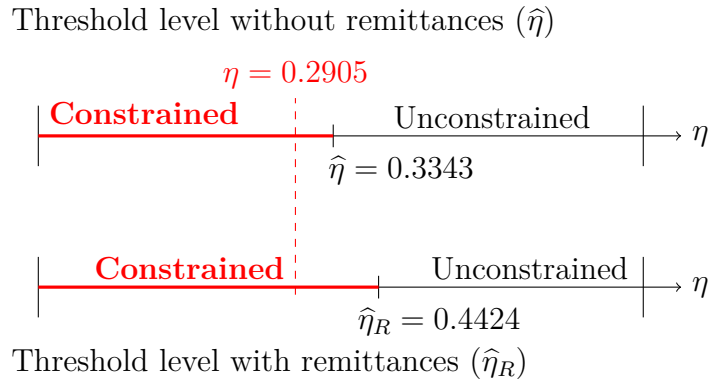 Threshold level without remittances (η̂)
η = 0.2905
Constrained
Unconstrained
η
η̂ = 0.3343
Constrained
Unconstrained
η
η̂_R = 0.4424
Threshold level with remittances (η̂_R)